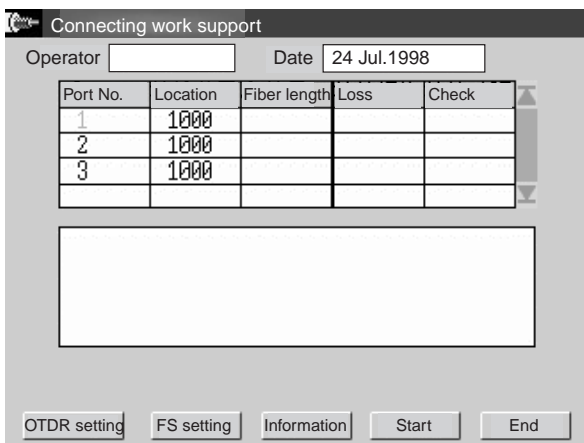 Connecting work support
Operator Date 24 Jul.1998
Port No. Location Fiber length Loss Check
1 1000
2 1000
3 1000
OTDR setting FS setting Information Start End